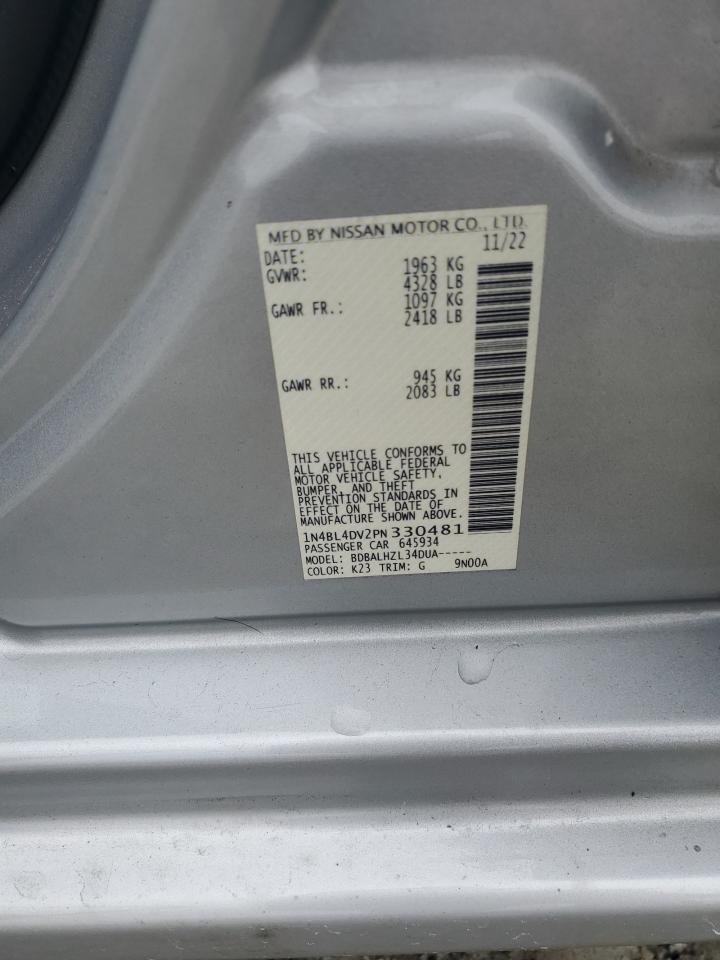 MFD BY NISSAN MOTOR CO., LTD.
DATE: 11/22
GVWR: 1963 KG
4328 LB
GAWR FR.: 1097 KG
2418 LB
GAWR RR.: 945 KG
2083 LB
THIS VEHICLE CONFORMS TO
ALL APPLICABLE FEDERAL
MOTOR VEHICLE SAFETY,
BUMPER, AND THEFT
PREVENTION STANDARDS IN
EFFECT ON THE DATE OF
MANUFACTURE SHOWN ABOVE.
1N4BL4DV2PN330481
PASSENGER CAR 645934
MODEL: BDBALHZL34DUA-----
COLOR: K23 TRIM: G 9N00A